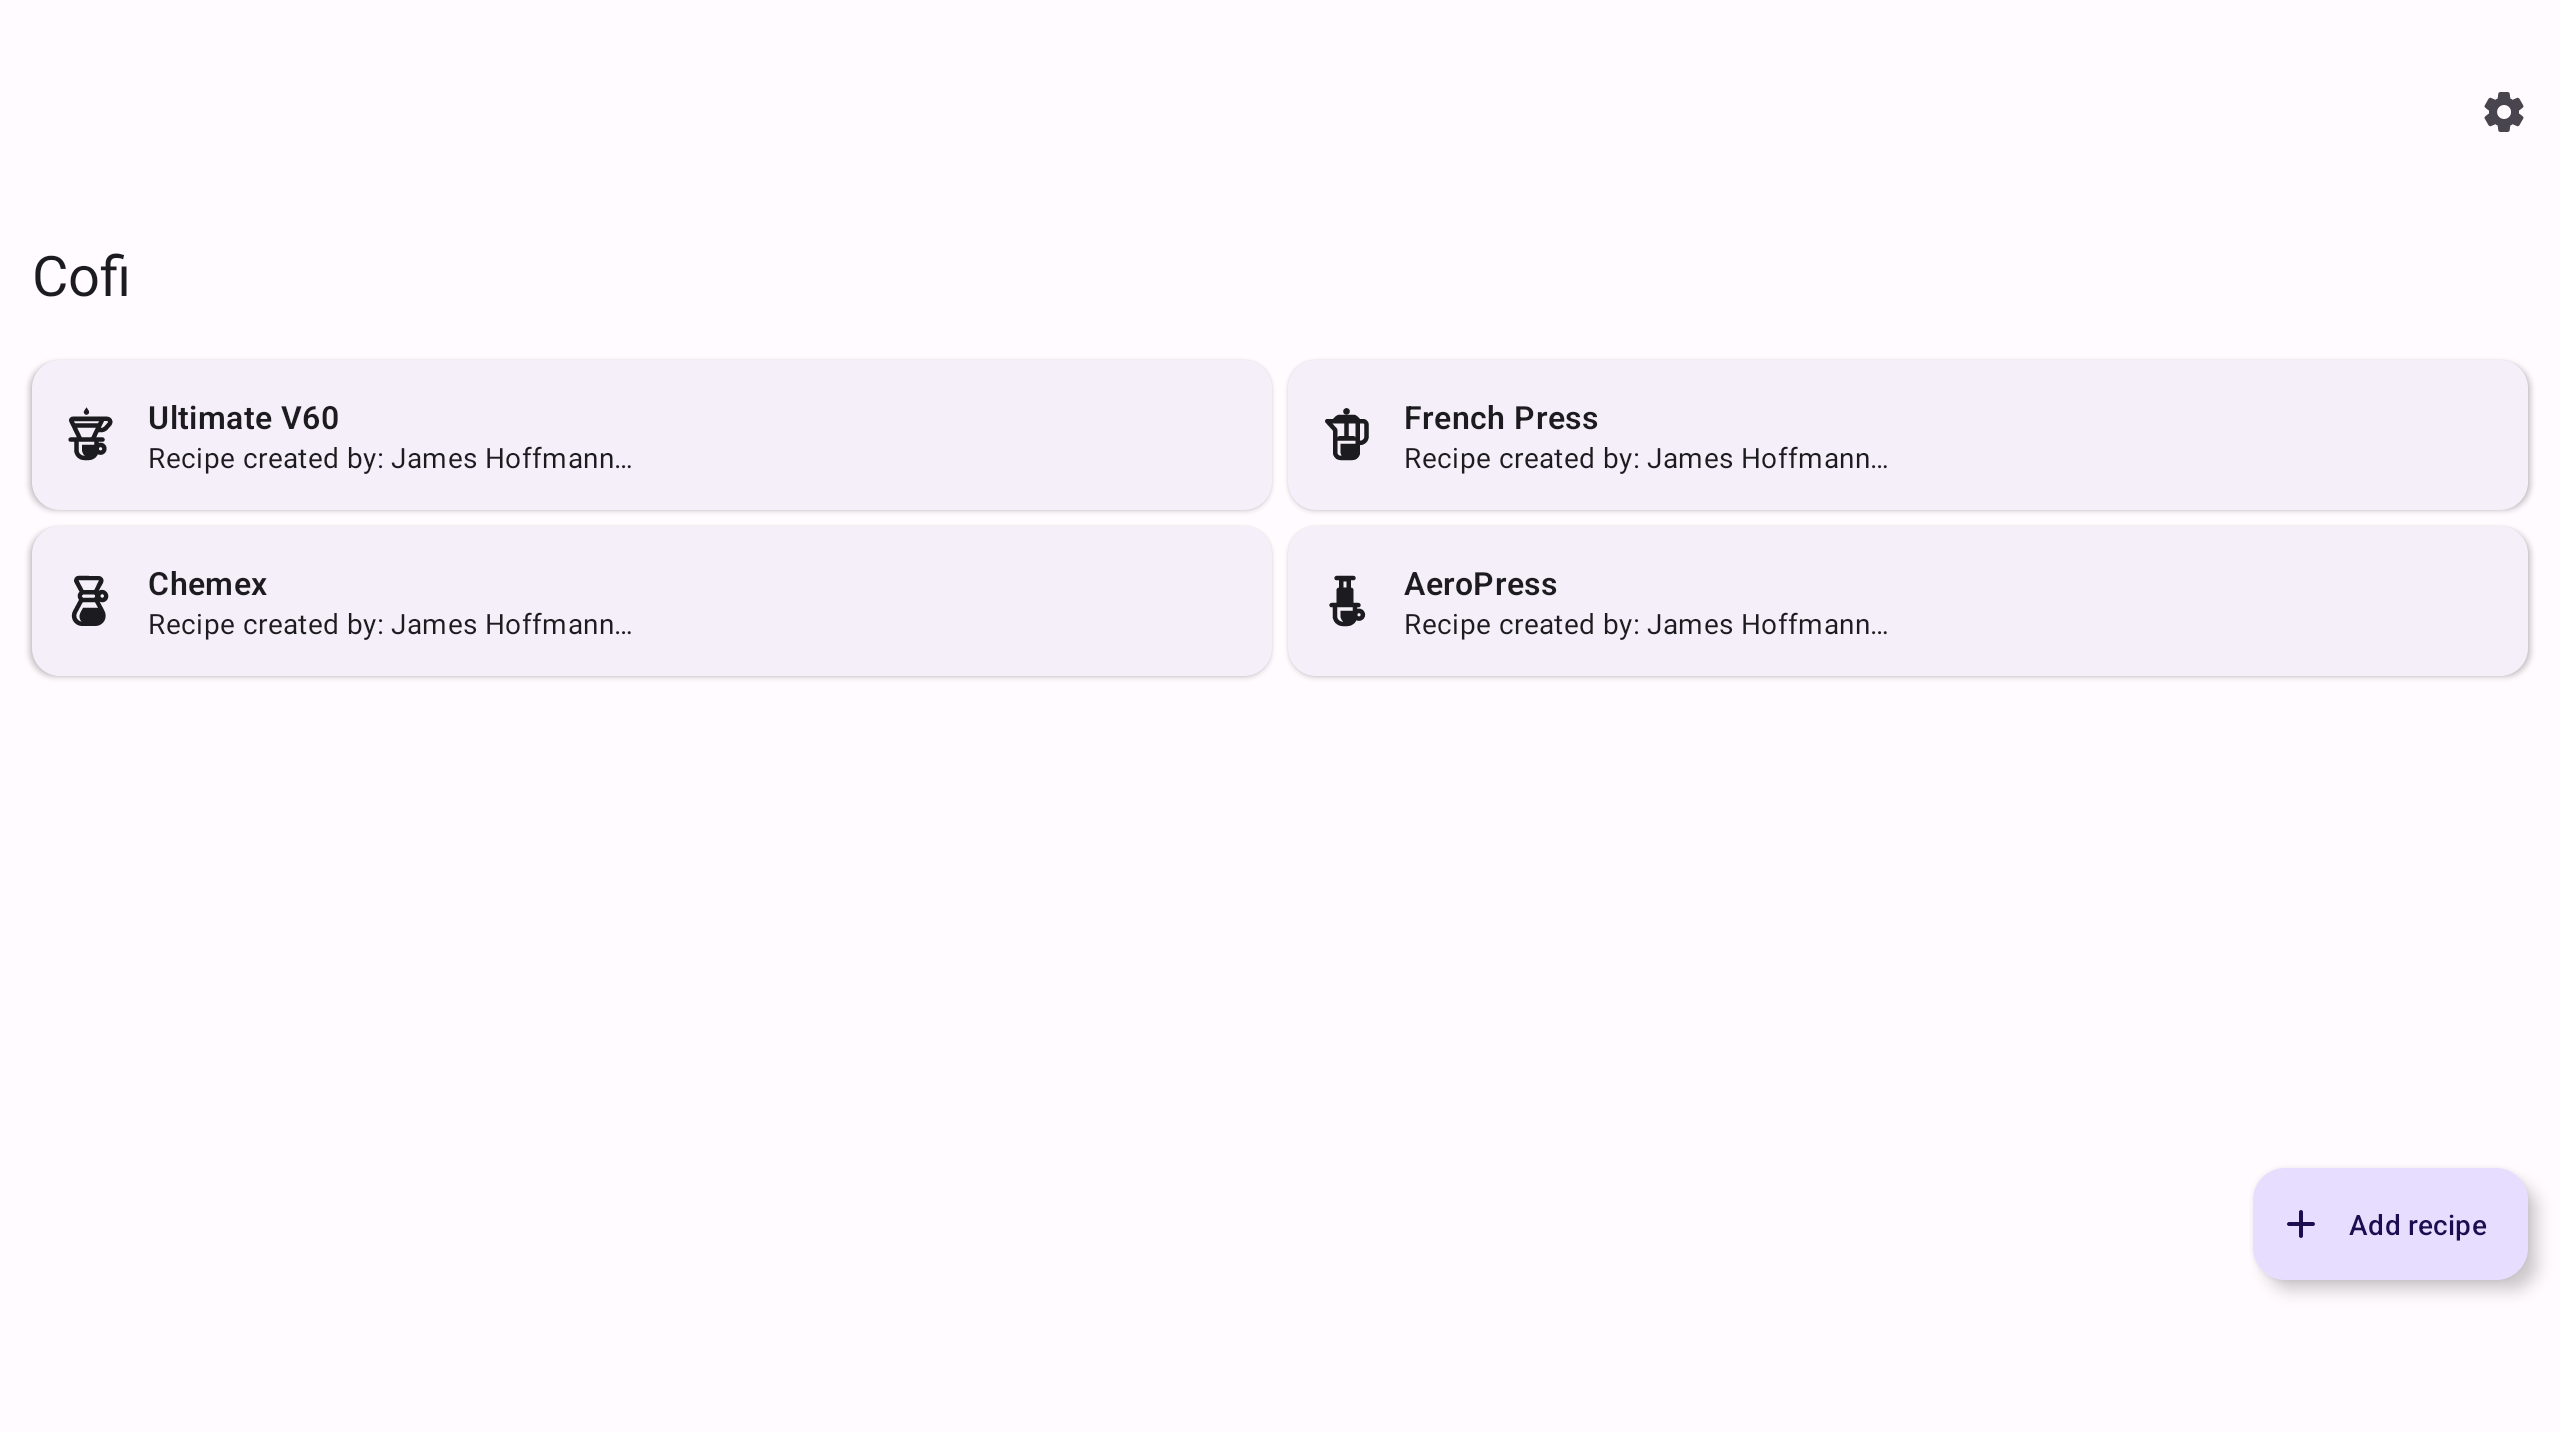 Cofi
Ultimate V60
Recipe created by: James Hoffmann…
French Press
Recipe created by: James Hoffmann…
Chemex
Recipe created by: James Hoffmann…
AeroPress
Recipe created by: James Hoffmann…
Add recipe